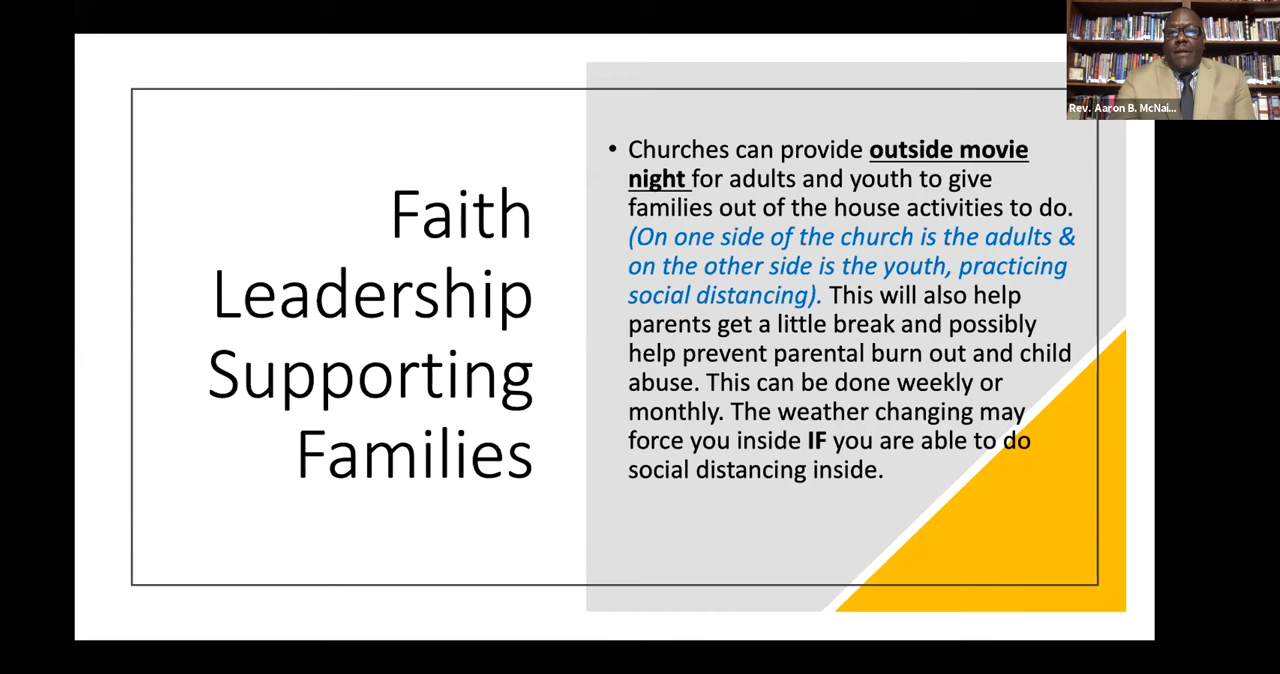 Rev. Aaron B. McNai...
Faith
Leadership
Supporting
Families
• Churches can provide outside movie
night for adults and youth to give
families out of the house activities to do.
(On one side of the church is the adults &
on the other side is the youth, practicing
social distancing). This will also help
parents get a little break and possibly
help prevent parental burn out and child
abuse. This can be done weekly or
monthly. The weather changing may
force you inside IF you are able to do
social distancing inside.